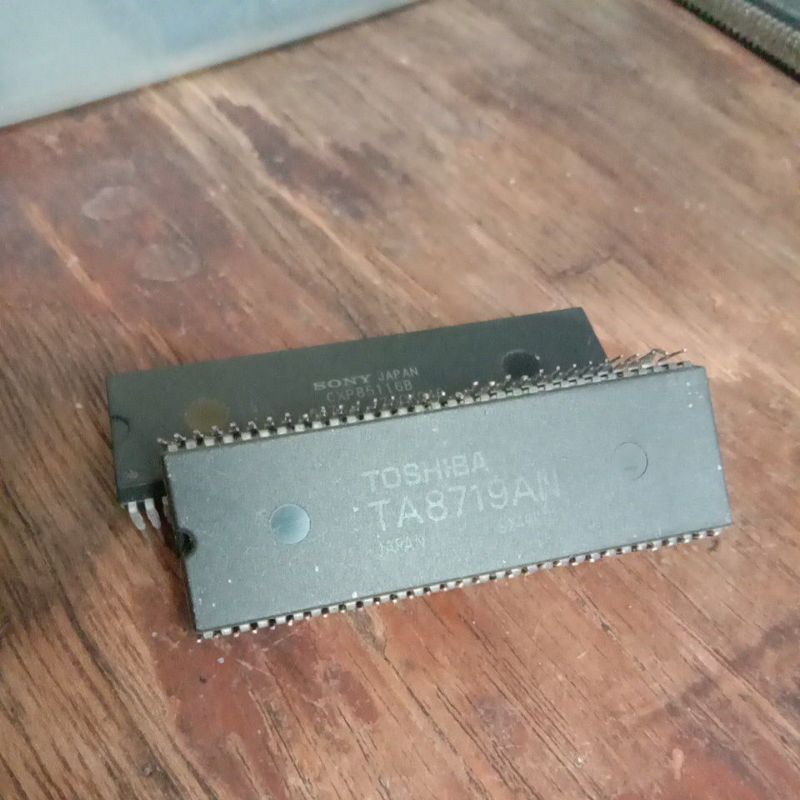 SONY JAPAN
CXP85116B
TOSHIBA
TA8719AN
JAPAN